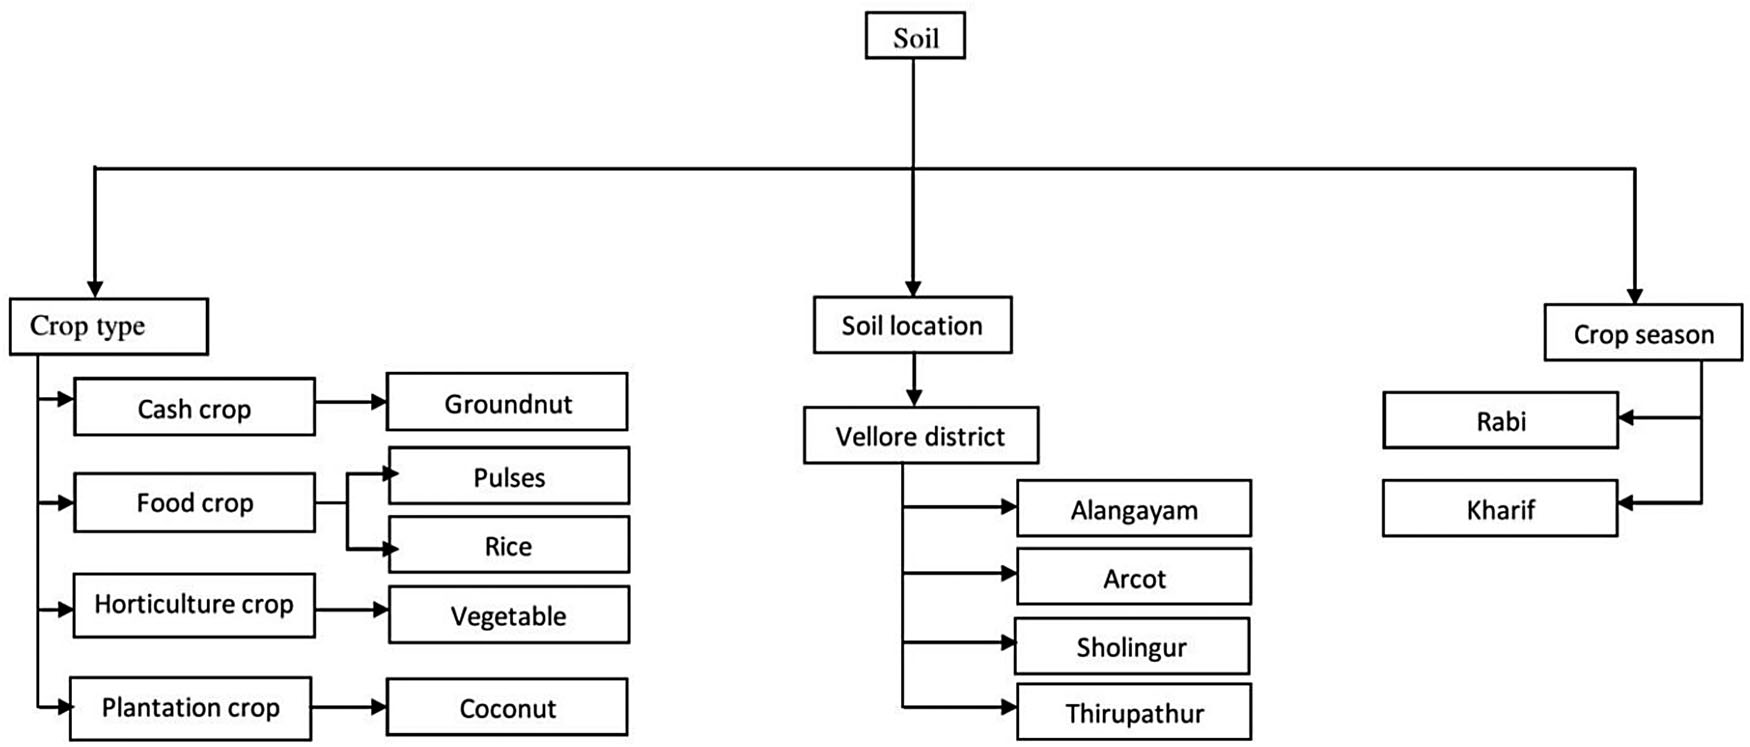 Soil
Crop type
Cash crop
Groundnut
Food crop
Pulses
Rice
Horticulture crop
Vegetable
Plantation crop
Coconut
Soil location
Vellore district
Alangayam
Arcot
Sholingur
Thirupathur
Crop season
Rabi
Kharif